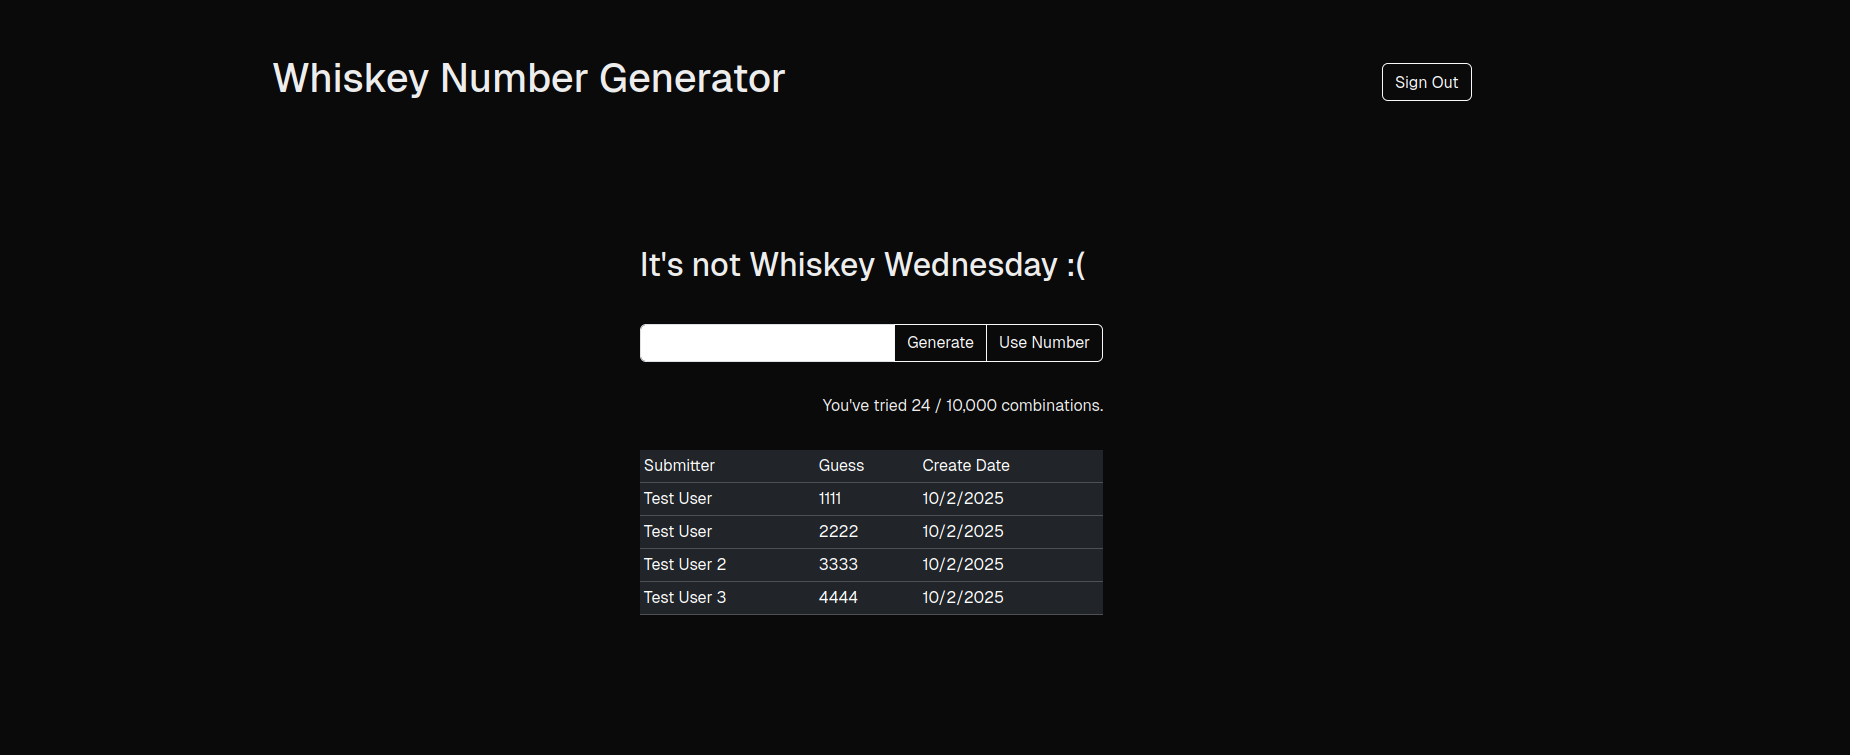 Whiskey Number Generator
Sign Out
It's not Whiskey Wednesday :(
Generate Use Number
You've tried 24 / 10,000 combinations.
Submitter Guess Create Date
Test User 1111 10/2/2025
Test User 2222 10/2/2025
Test User 2 3333 10/2/2025
Test User 3 4444 10/2/2025